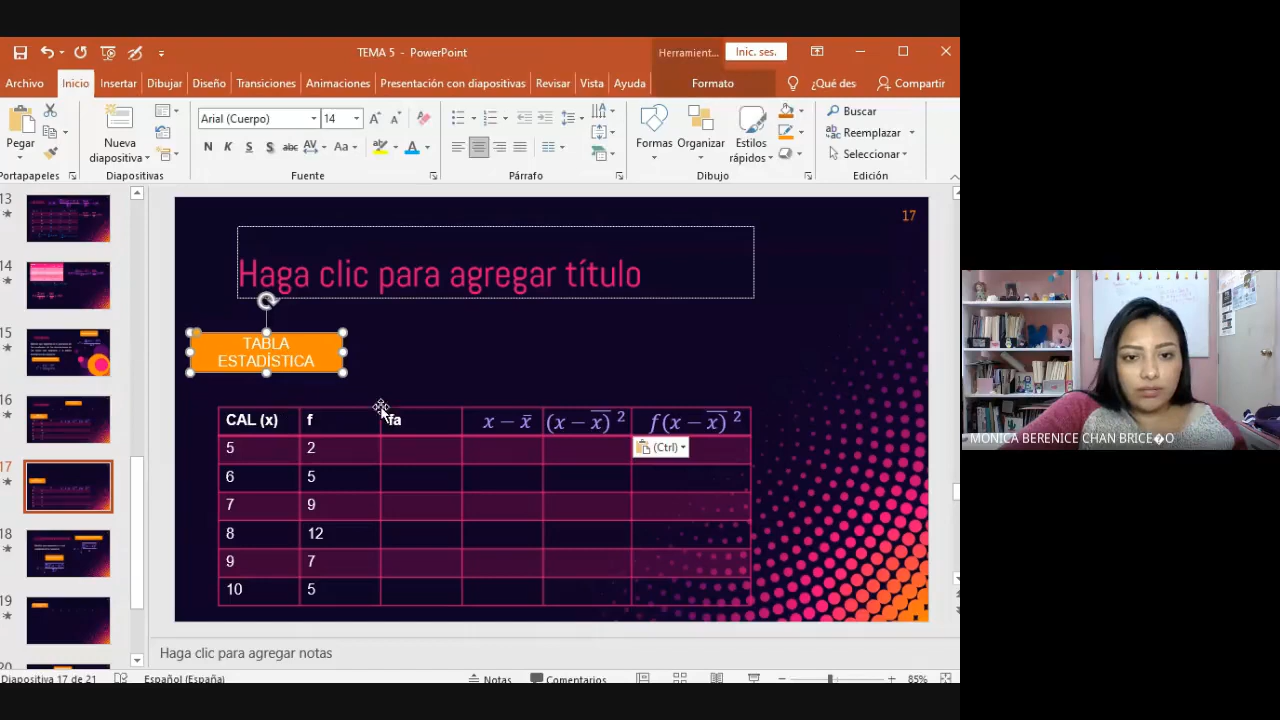 TEMA 5 - PowerPoint
Herramient...
Inic. ses.
Archivo
Inicio
Insertar
Dibujar
Diseño
Transiciones
Animaciones
Presentación con diapositivas
Revisar
Vista
Ayuda
Formato
¿Qué des
Compartir
Pegar
Nueva
diapositiva
Arial (Cuerpo)
14
N K S S abc AV Aa
Formas
Organizar
Estilos
rápidos
Buscar
Reemplazar
Seleccionar
Portapapeles
Diapositivas
Fuente
Párrafo
Dibujo
Edición
13
14
15
16
17
18
19
20
17
Haga clic para agregar título
TABLA
ESTADÍSTICA
CAL (x) f fa x − x̄ (x − x̄)² f(x − x̄)²
5 2
6 5
7 9
8 12
9 7
10 5
(Ctrl)
Haga clic para agregar notas
Diapositiva 17 de 21
Español (España)
Notas
Comentarios
85%
MONICA BERENICE CHAN BRICE�O